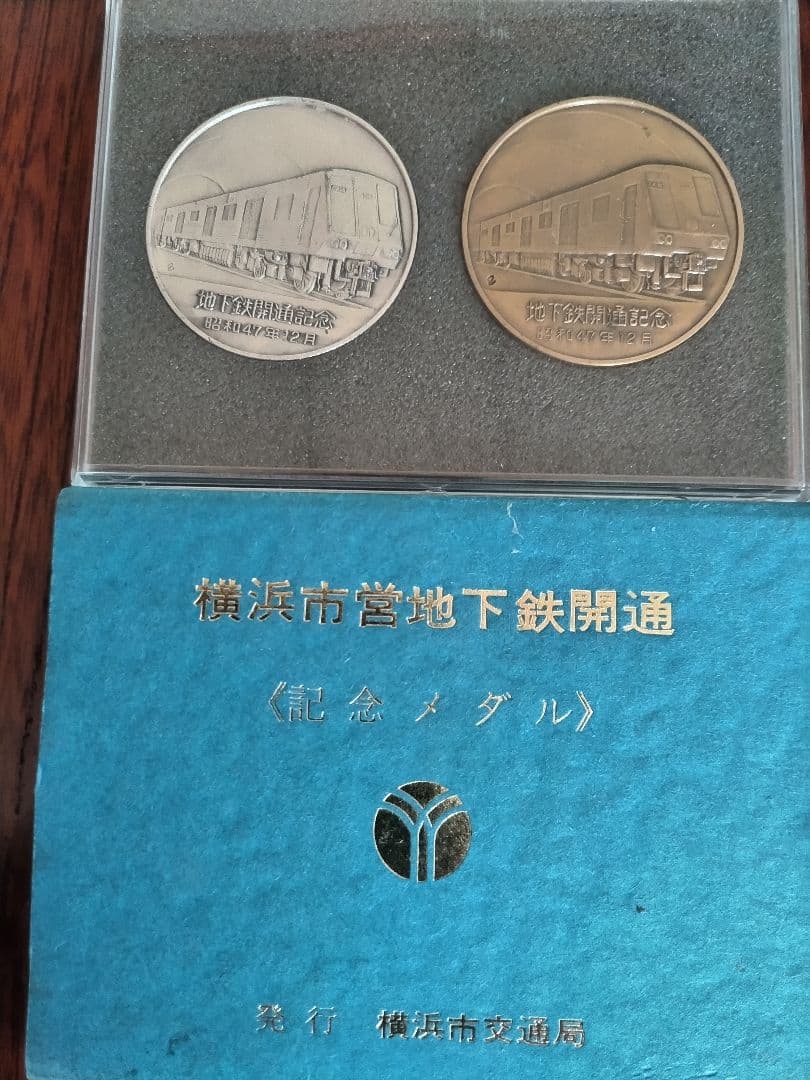 地下鉄開通記念
昭和47年12月
地下鉄開通記念
昭和47年12月
横浜市営地下鉄開通
《記念メダル》
発行 横浜市交通局